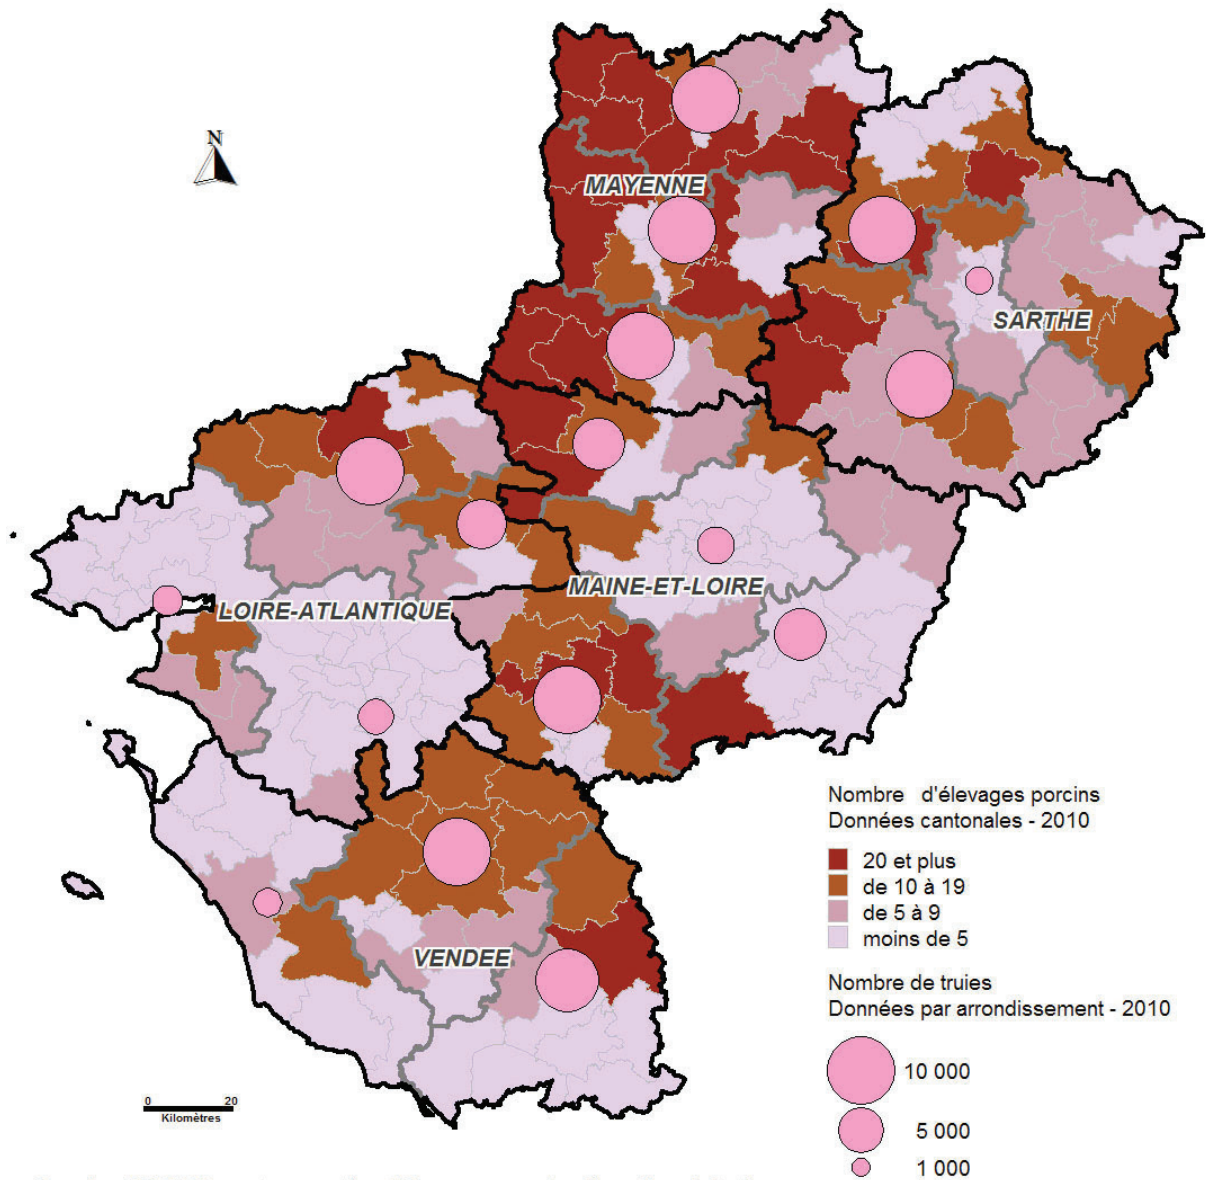 N
MAYENNE
SARTHE
MAINE-ET-LOIRE
LOIRE-ATLANTIQUE
VENDEE
Nombre d'élevages porcins
Données cantonales - 2010
20 et plus
de 10 à 19
de 5 à 9
moins de 5
Nombre de truies
Données par arrondissement - 2010
10 000
5 000
1 000
0 20
Kilomètres